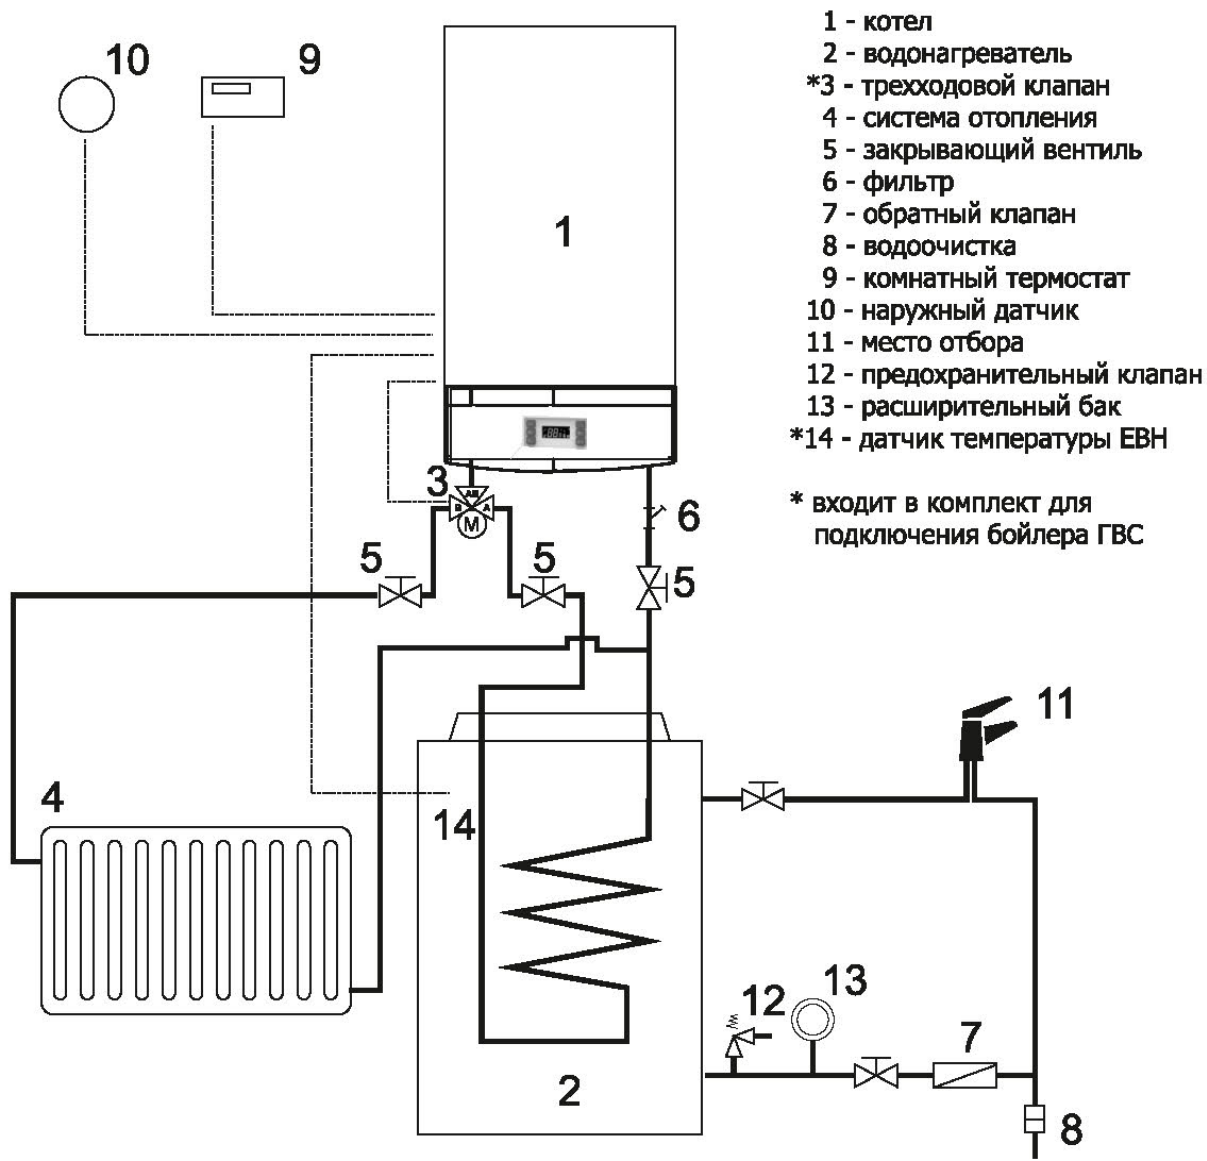 1 - котел
2 - водонагреватель
*3 - трехходовой клапан
4 - система отопления
5 - закрывающий вентиль
6 - фильтр
7 - обратный клапан
8 - водоочистка
9 - комнатный термостат
10 - наружный датчик
11 - место отбора
12 - предохранительный клапан
13 - расширительный бак
*14 - датчик температуры ЕВН
* входит в комплект для
подключения бойлера ГВС
10
9
1
3
AB
B
A
M
6
5
5
5
11
4
14
12
13
7
2
8